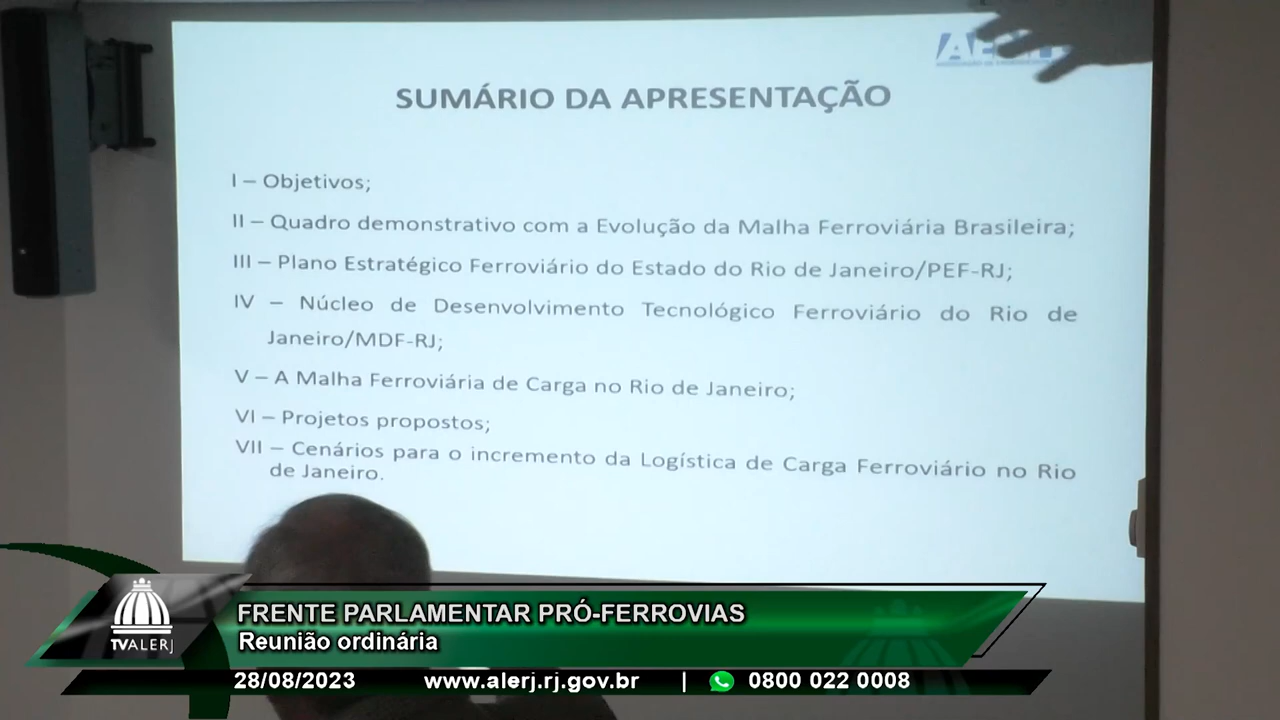 SUMÁRIO DA APRESENTAÇÃO
I – Objetivos;
II – Quadro demonstrativo com a Evolução da Malha Ferroviária Brasileira;
III – Plano Estratégico Ferroviário do Estado do Rio de Janeiro/PEF-RJ;
IV – Núcleo de Desenvolvimento Tecnológico Ferroviário do Rio de
Janeiro/MDF-RJ;
V – A Malha Ferroviária de Carga no Rio de Janeiro;
VI – Projetos propostos;
VII – Cenários para o incremento da Logística de Carga Ferroviário no Rio
de Janeiro.
FRENTE PARLAMENTAR PRÓ-FERROVIAS
Reunião ordinária
TVALERJ
28/08/2023 www.alerj.rj.gov.br | 0800 022 0008